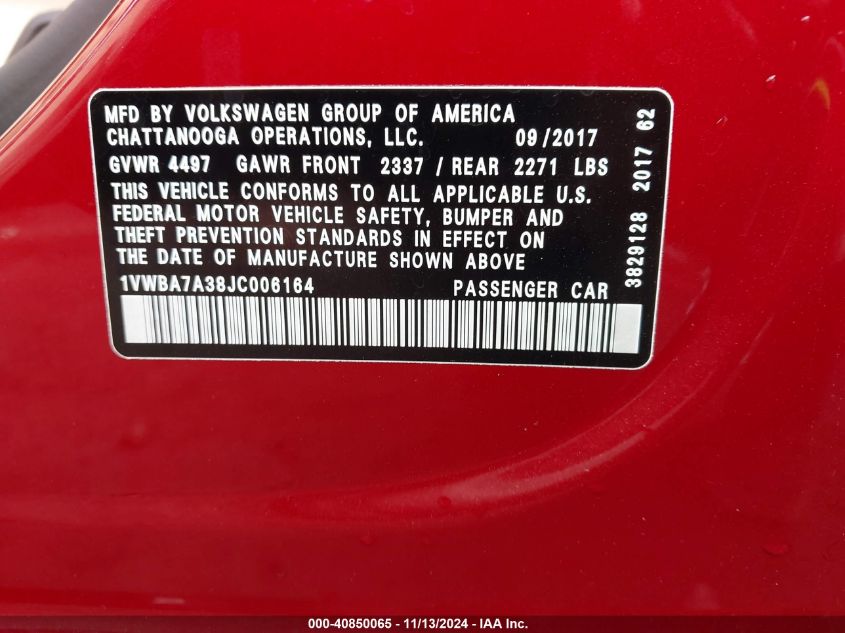 MFD BY VOLKSWAGEN GROUP OF AMERICA
CHATTANOOGA OPERATIONS, LLC. 09/2017
GVWR 4497 GAWR FRONT 2337 / REAR 2271 LBS
THIS VEHICLE CONFORMS TO ALL APPLICABLE U.S.
FEDERAL MOTOR VEHICLE SAFETY, BUMPER AND
THEFT PREVENTION STANDARDS IN EFFECT ON
THE DATE OF MANUFACTURE SHOWN ABOVE
1VWBA7A38JC006164 PASSENGER CAR
3829128 2017 62
000-40850065 - 11/13/2024 - IAA Inc.